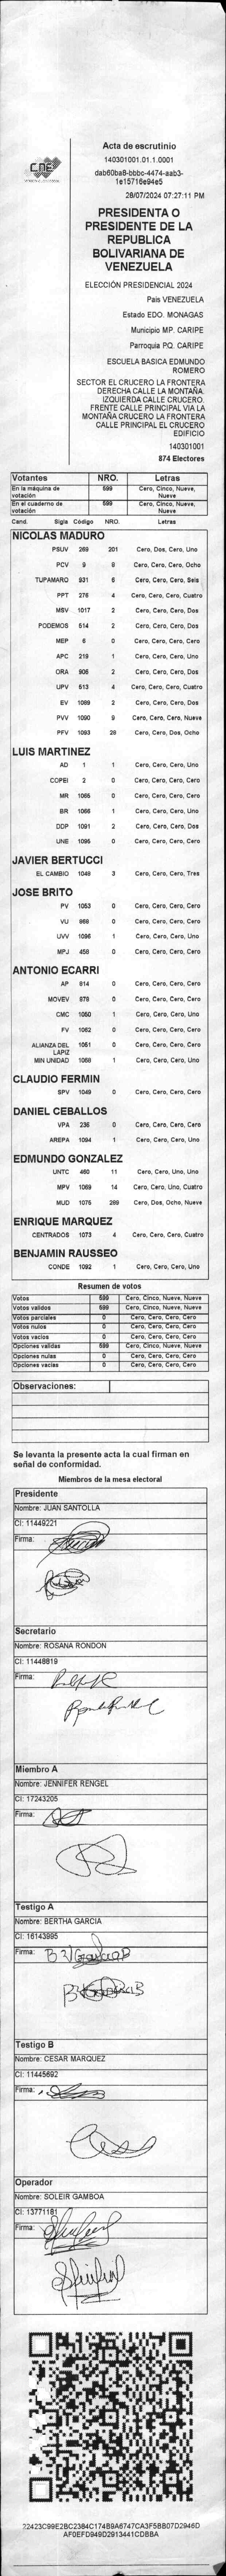 CNE
Acta de escrutinio
140301001.01.1.0001
dab60ba8-bbbc-4474-aab3-
1e15716e94e5
28/07/2024 07:27:11 PM
PRESIDENTA O
PRESIDENTE DE LA
REPUBLICA
BOLIVARIANA DE
VENEZUELA
ELECCIÓN PRESIDENCIAL 2024
Pais VENEZUELA
Estado EDO. MONAGAS
Municipio MP. CARIPE
Parroquia PQ. CARIPE
ESCUELA BASICA EDMUNDO
ROMERO
SECTOR EL CRUCERO LA FRONTERA
DERECHA CALLE LA MONTAÑA.
IZQUIERDA CALLE CRUCERO.
FRENTE CALLE PRINCIPAL VIA LA
MONTAÑA CRUCERO LA FRONTERA
CALLE PRINCIPAL EL CRUCERO
EDIFICIO
140301001
874 Electores
Votantes NRO. Letras
En la máquina de votación 599 Cero, Cinco, Nueve, Nueve
En el cuaderno de votación 599 Cero, Cinco, Nueve, Nueve
Cand. Sigla Código NRO. Letras
NICOLAS MADURO
PSUV 269 201 Cero, Dos, Cero, Uno
PCV 9 8 Cero, Cero, Cero, Ocho
TUPAMARO 931 6 Cero, Cero, Cero, Seis
PPT 278 4 Cero, Cero, Cero, Cuatro
MSV 1017 2 Cero, Cero, Cero, Dos
PODEMOS 514 2 Cero, Cero, Cero, Dos
MEP 6 0 Cero, Cero, Cero, Cero
APC 219 1 Cero, Cero, Cero, Uno
ORA 906 2 Cero, Cero, Cero, Dos
UPV 513 4 Cero, Cero, Cero, Cuatro
EV 1089 2 Cero, Cero, Cero, Dos
PVV 1090 9 Cero, Cero, Cero, Nueve
PFV 1093 28 Cero, Cero, Dos, Ocho
LUIS MARTINEZ
AD 1 1 Cero, Cero, Cero, Uno
COPEI 2 0 Cero, Cero, Cero, Cero
MR 1065 0 Cero, Cero, Cero, Cero
BR 1066 1 Cero, Cero, Cero, Uno
DDP 1091 2 Cero, Cero, Cero, Dos
UNE 1095 0 Cero, Cero, Cero, Cero
JAVIER BERTUCCI
EL CAMBIO 1048 3 Cero, Cero, Cero, Tres
JOSE BRITO
PV 1053 0 Cero, Cero, Cero, Cero
VU 868 0 Cero, Cero, Cero, Cero
UVV 1096 1 Cero, Cero, Cero, Uno
MPJ 458 0 Cero, Cero, Cero, Cero
ANTONIO ECARRI
AP 814 0 Cero, Cero, Cero, Cero
MOVEV 879 0 Cero, Cero, Cero, Cero
CMC 1050 1 Cero, Cero, Cero, Uno
FV 1052 0 Cero, Cero, Cero, Cero
ALIANZA DEL LAPIZ 1051 0 Cero, Cero, Cero, Cero
MIN UNIDAD 1068 1 Cero, Cero, Cero, Uno
CLAUDIO FERMIN
SPV 1049 0 Cero, Cero, Cero, Cero
DANIEL CEBALLOS
VPA 236 0 Cero, Cero, Cero, Cero
AREPA 1094 1 Cero, Cero, Cero, Uno
EDMUNDO GONZALEZ
UNTC 460 11 Cero, Cero, Uno, Uno
MPV 1069 14 Cero, Cero, Uno, Cuatro
MUD 1075 289 Cero, Dos, Ocho, Nueve
ENRIQUE MARQUEZ
CENTRADOS 1073 4 Cero, Cero, Cero, Cuatro
BENJAMIN RAUSSEO
CONDE 1092 1 Cero, Cero, Cero, Uno
Resumen de votos
Votos 599 Cero, Cinco, Nueve, Nueve
Votos validos 599 Cero, Cinco, Nueve, Nueve
Votos parciales 0 Cero, Cero, Cero, Cero
Votos nulos 0 Cero, Cero, Cero, Cero
Votos vacios 0 Cero, Cero, Cero, Cero
Opciones validas 599 Cero, Cinco, Nueve, Nueve
Opciones nulas 0 Cero, Cero, Cero, Cero
Opciones vacias 0 Cero, Cero, Cero, Cero
Observaciones:
Se levanta la presente acta la cual firman en
señal de conformidad.
Miembros de la mesa electoral
Presidente
Nombre: JUAN SANTOLLA
CI: 11449221
Firma:
Secretario
Nombre: ROSANA RONDON
CI: 11448819
Firma:
Miembro A
Nombre: JENNIFER RENGEL
CI: 17243205
Firma:
Testigo A
Nombre: BERTHA GARCIA
CI: 16143995
Firma:
Testigo B
Nombre: CESAR MARQUEZ
CI: 11445692
Firma:
Operador
Nombre: SOLEIR GAMBOA
CI: 13771181
Firma:
22423C99E2BC2384C174B9A6747CA3F5BB07D2946D
AF0EFD949D2913441CDBBA